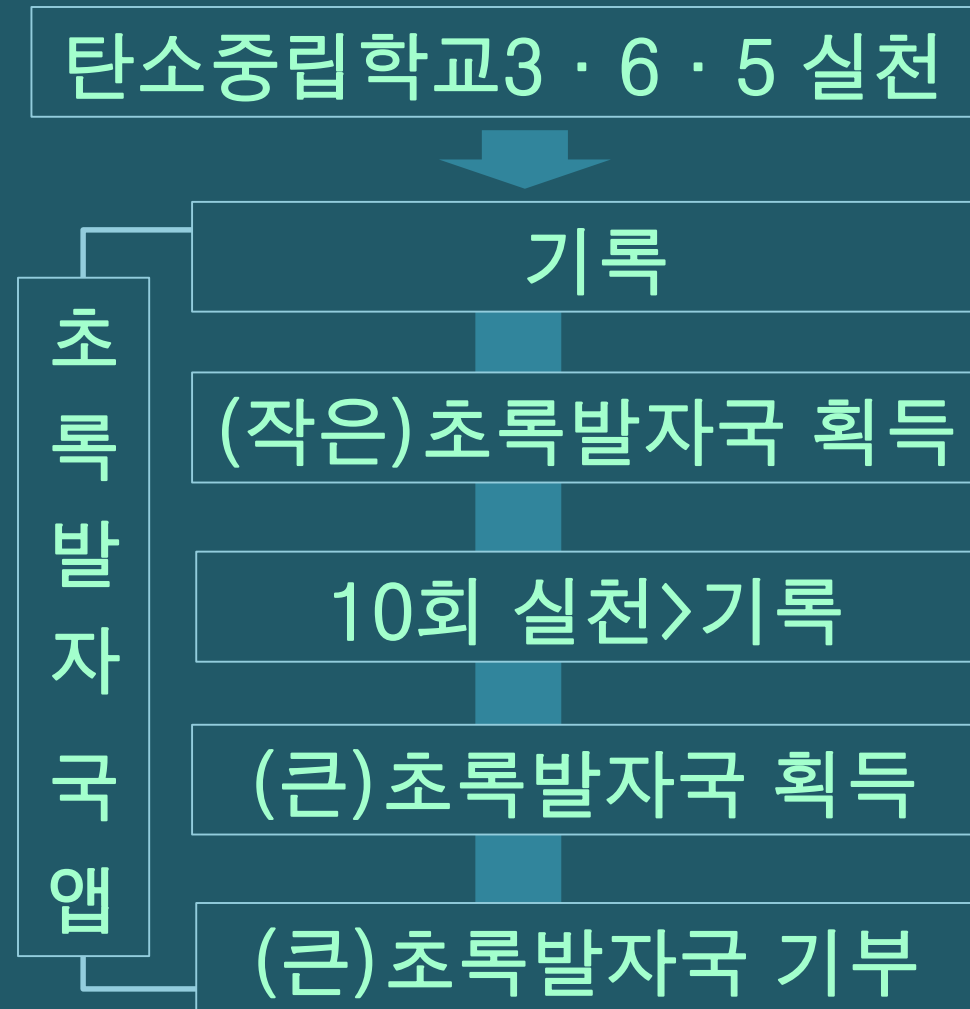 탄소중립학교3 · 6 · 5 실천
기록
초록발자국앱
(작은)초록발자국 획득
10회 실천>기록
(큰)초록발자국 획득
(큰)초록발자국 기부